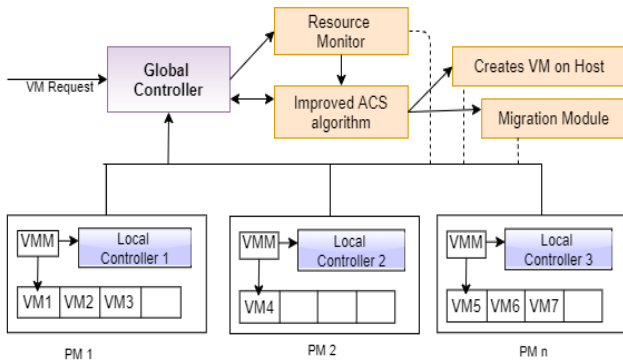 Resource
Monitor
Global
Controller
VM Request
Improved ACS
algorithm
Creates VM on Host
Migration Module
VMM
Local
Controller 1
VM1 VM2 VM3
PM 1
VMM
Local
Controller 2
VM4
PM 2
VMM
Local
Controller 3
VM5 VM6 VM7
PM n